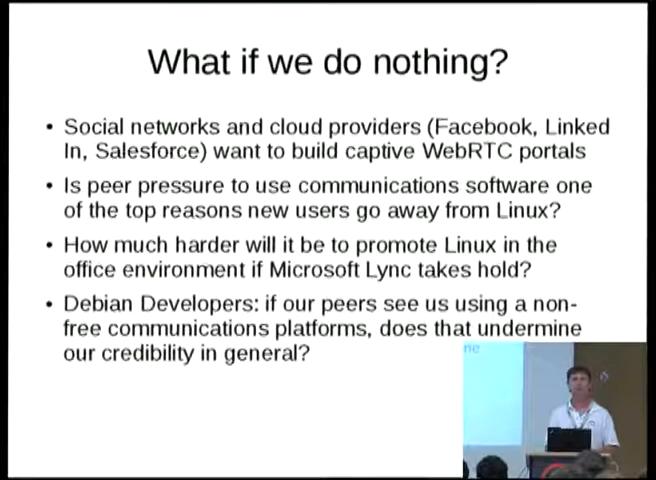 What if we do nothing?
• Social networks and cloud providers (Facebook, Linked
In, Salesforce) want to build captive WebRTC portals
• Is peer pressure to use communications software one
of the top reasons new users go away from Linux?
• How much harder will it be to promote Linux in the
office environment if Microsoft Lync takes hold?
• Debian Developers: if our peers see us using a non-
free communications platforms, does that undermine
our credibility in general?
ne